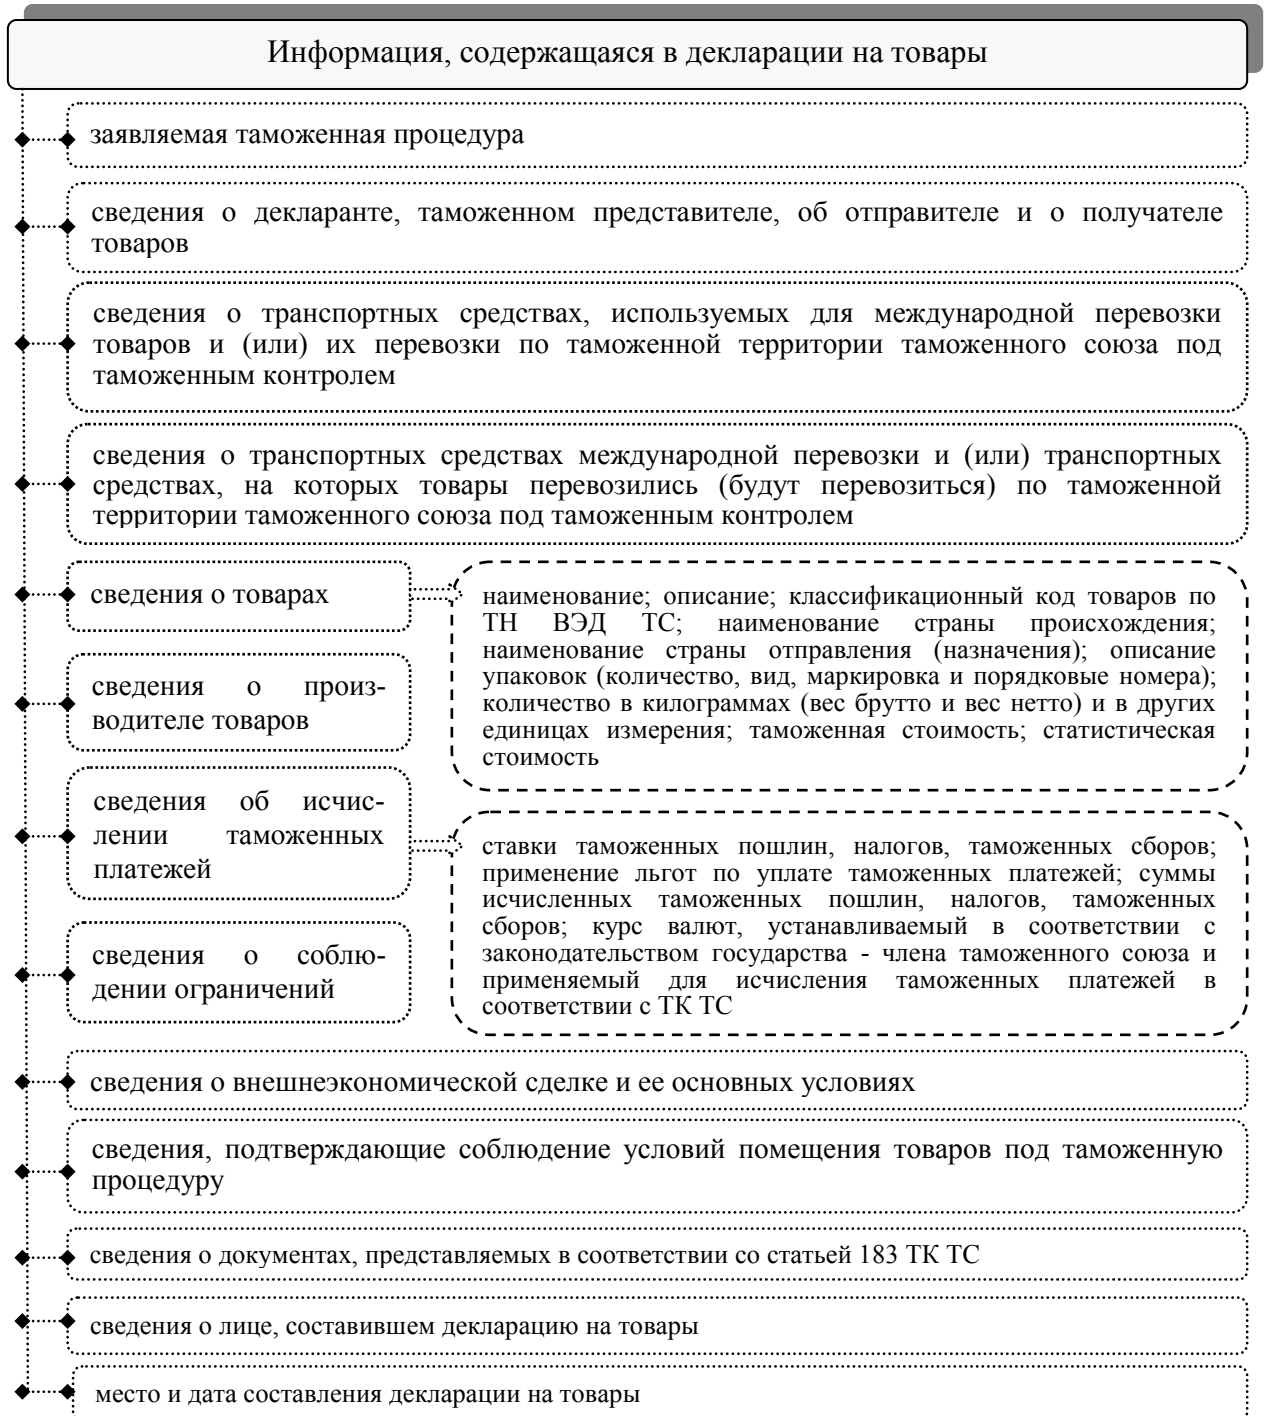 Информация, содержащаяся в декларации на товары
заявляемая таможенная процедура
сведения о декларанте, таможенном представителе, об отправителе и о получателе
товаров
сведения о транспортных средствах, используемых для международной перевозки
товаров и (или) их перевозки по таможенной территории таможенного союза под
таможенным контролем
сведения о транспортных средствах международной перевозки и (или) транспортных
средствах, на которых товары перевозились (будут перевозиться) по таможенной
территории таможенного союза под таможенным контролем
сведения о товарах
наименование; описание; классификационный код товаров по
ТН ВЭД ТС; наименование страны происхождения;
наименование страны отправления (назначения); описание
упаковок (количество, вид, маркировка и порядковые номера);
количество в килограммах (вес брутто и вес нетто) и в других
единицах измерения; таможенная стоимость; статистическая
стоимость
сведения о произ-
водителе товаров
сведения об исчис-
лении таможенных
платежей
ставки таможенных пошлин, налогов, таможенных сборов;
применение льгот по уплате таможенных платежей; суммы
исчисленных таможенных пошлин, налогов, таможенных
сборов; курс валют, устанавливаемый в соответствии с
законодательством государства - члена таможенного союза и
применяемый для исчисления таможенных платежей в
соответствии с ТК ТС
сведения о соблю-
дении ограничений
сведения о внешнеэкономической сделке и ее основных условиях
сведения, подтверждающие соблюдение условий помещения товаров под таможенную
процедуру
сведения о документах, представляемых в соответствии со статьей 183 ТК ТС
сведения о лице, составившем декларацию на товары
место и дата составления декларации на товары